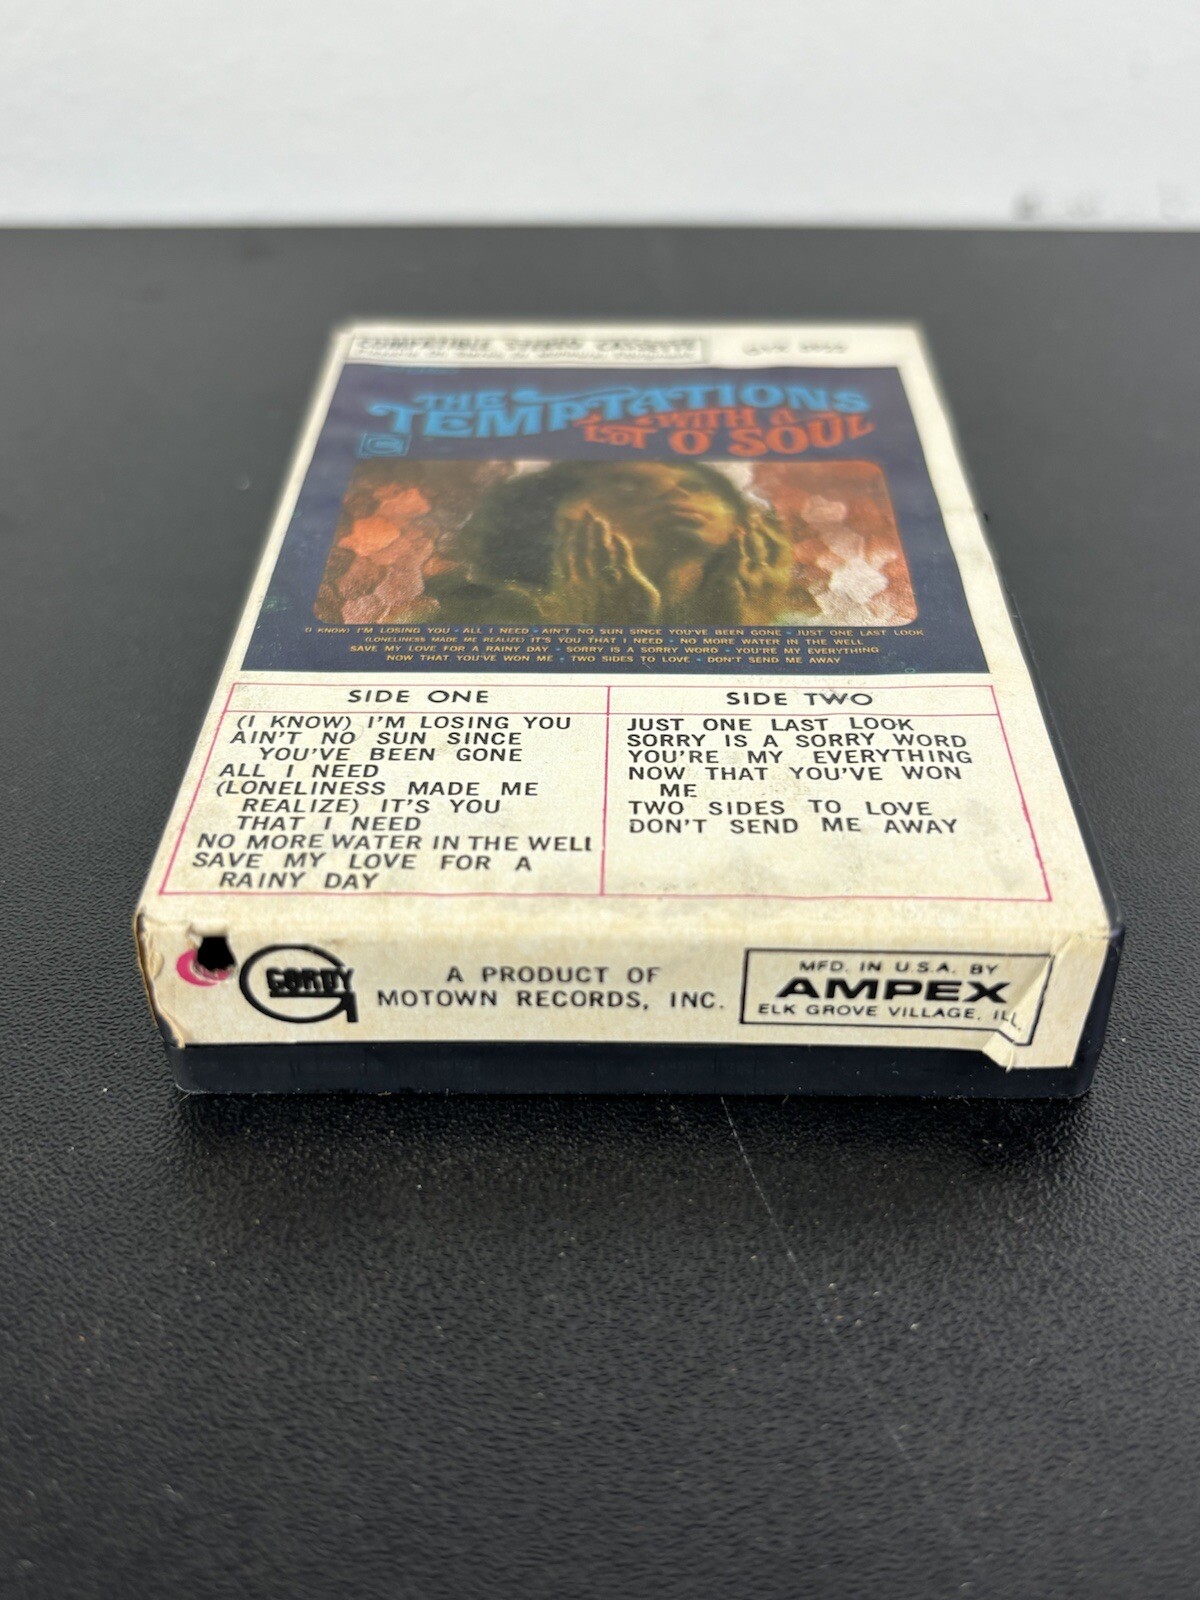 THE
TEMPTATIONS
WITH A
LOT O' SOUL
(I KNOW) I'M LOSING YOU • ALL I NEED • AIN'T NO SUN SINCE YOU'VE BEEN GONE • JUST ONE LAST LOOK
(LONELINESS MADE ME REALIZE) IT'S YOU THAT I NEED • NO MORE WATER IN THE WELL
SAVE MY LOVE FOR A RAINY DAY • SORRY IS A SORRY WORD • YOU'RE MY EVERYTHING
NOW THAT YOU'VE WON ME • TWO SIDES TO LOVE • DON'T SEND ME AWAY
SIDE ONE
(I KNOW) I'M LOSING YOU
AIN'T NO SUN SINCE
YOU'VE BEEN GONE
ALL I NEED
(LONELINESS MADE ME
REALIZE) IT'S YOU
THAT I NEED
NO MORE WATER IN THE WELL
SAVE MY LOVE FOR A
RAINY DAY
SIDE TWO
JUST ONE LAST LOOK
SORRY IS A SORRY WORD
YOU'RE MY EVERYTHING
NOW THAT YOU'VE WON
ME
TWO SIDES TO LOVE
DON'T SEND ME AWAY
GORDY
A PRODUCT OF
MOTOWN RECORDS, INC.
MFD. IN U.S.A. BY
AMPEX
ELK GROVE VILLAGE, ILL.